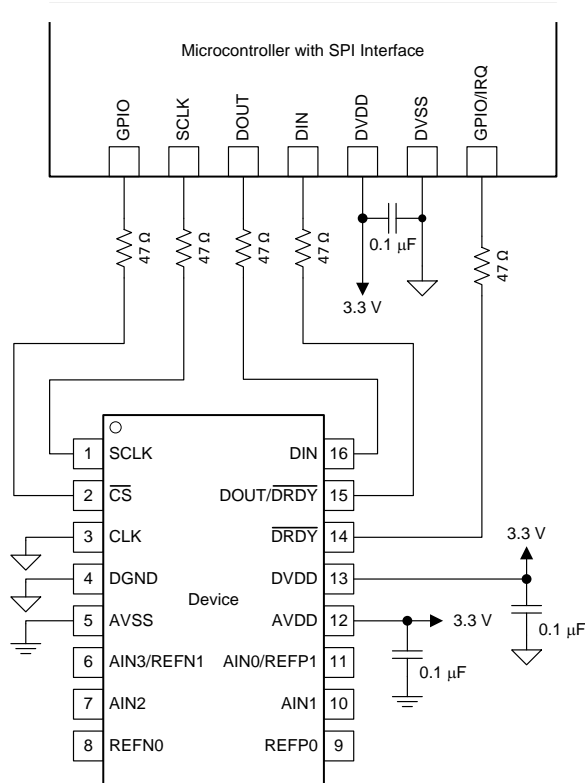 Microcontroller with SPI Interface
GPIO
SCLK
DOUT
DIN
DVDD
DVSS
GPIO/IRQ
47 Ω
47 Ω
47 Ω
47 Ω
0.1 μF
47 Ω
3.3 V
1 SCLK
DIN 16
2 C̅S̅
DOUT/D̅R̅D̅Y̅ 15
3 CLK
D̅R̅D̅Y̅ 14
3.3 V
4 DGND
DVDD 13
Device
5 AVSS
AVDD 12
3.3 V
0.1 μF
6 AIN3/REFN1
AIN0/REFP1 11
0.1 μF
7 AIN2
AIN1 10
8 REFN0
REFP0 9